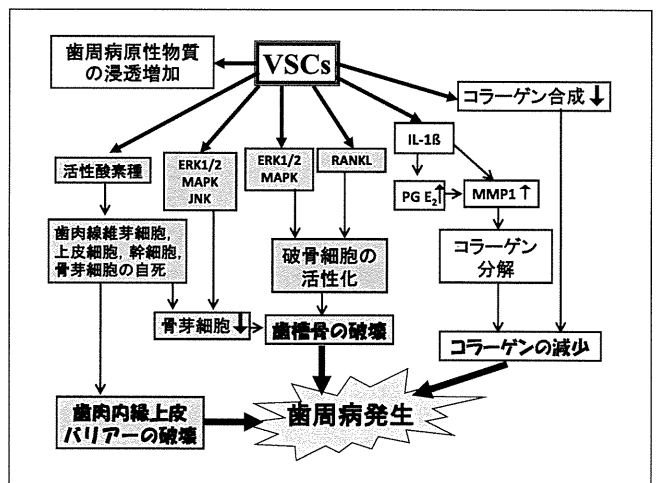 歯周病原性物質
の浸透増加
VSCs
コラーゲン合成↓
活性酸素種
ERK1/2
MAPK
JNK
ERK1/2
MAPK
RANKL
IL-1ß
PG E₂↑
MMP1↑
歯肉線維芽細胞,
上皮細胞, 幹細胞,
骨芽細胞の自死
破骨細胞の
活性化
コラーゲン
分解
骨芽細胞↓
歯槽骨の破壊
コラーゲンの減少
歯肉内縁上皮
バリアーの破壊
歯周病発生